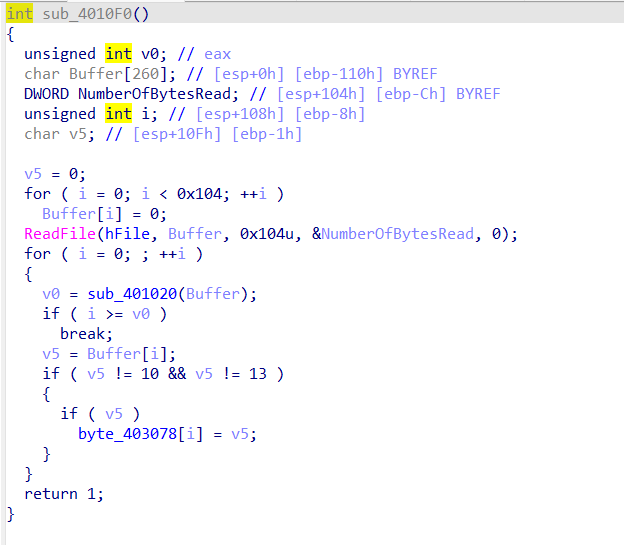 int sub_4010F0()
{
  unsigned int v0; // eax
  char Buffer[260]; // [esp+0h] [ebp-110h] BYREF
  DWORD NumberOfBytesRead; // [esp+104h] [ebp-Ch] BYREF
  unsigned int i; // [esp+108h] [ebp-8h]
  char v5; // [esp+10Fh] [ebp-1h]

  v5 = 0;
  for ( i = 0; i < 0x104; ++i )
    Buffer[i] = 0;
  ReadFile(hFile, Buffer, 0x104u, &NumberOfBytesRead, 0);
  for ( i = 0; ; ++i )
  {
    v0 = sub_401020(Buffer);
    if ( i >= v0 )
      break;
    v5 = Buffer[i];
    if ( v5 != 10 && v5 != 13 )
    {
      if ( v5 )
        byte_403078[i] = v5;
    }
  }
  return 1;
}